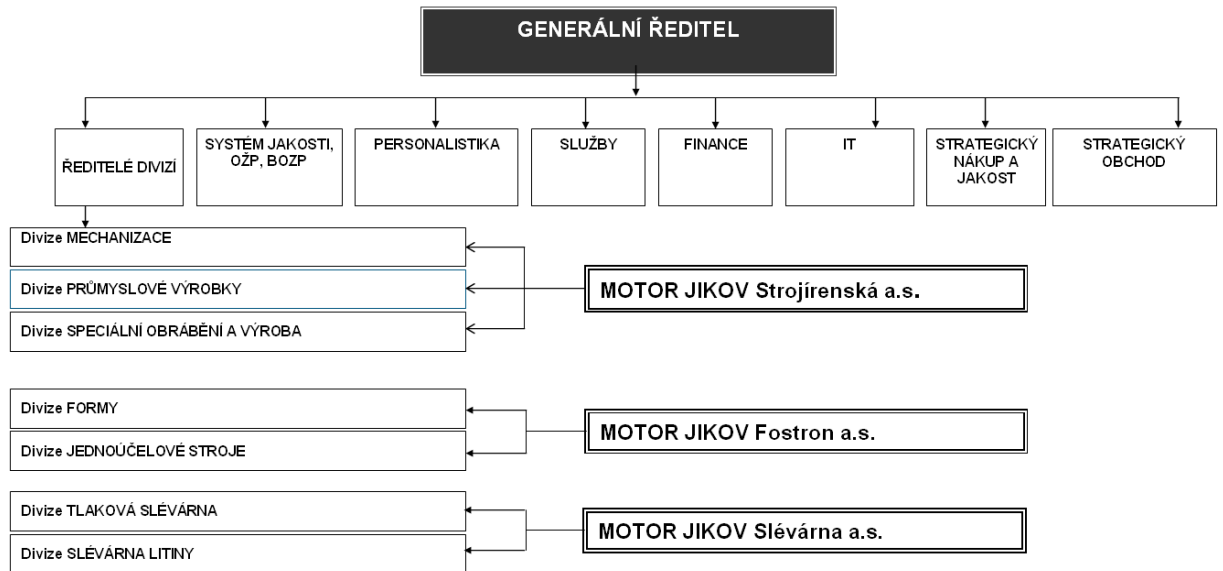 GENERÁLNÍ ŘEDITEL
ŘEDITELÉ DIVIZÍ
SYSTÉM JAKOSTI,
OŽP, BOZP
PERSONALISTIKA
SLUŽBY
FINANCE
IT
STRATEGICKÝ
NÁKUP A
JAKOST
STRATEGICKÝ
OBCHOD
Divize MECHANIZACE
Divize PRŮMYSLOVÉ VÝROBKY
Divize SPECIÁLNÍ OBRÁBĚNÍ A VÝROBA
MOTOR JIKOV Strojírenská a.s.
Divize FORMY
Divize JEDNOÚČELOVÉ STROJE
MOTOR JIKOV Fostron a.s.
Divize TLAKOVÁ SLÉVÁRNA
Divize SLÉVÁRNA LITINY
MOTOR JIKOV Slévárna a.s.